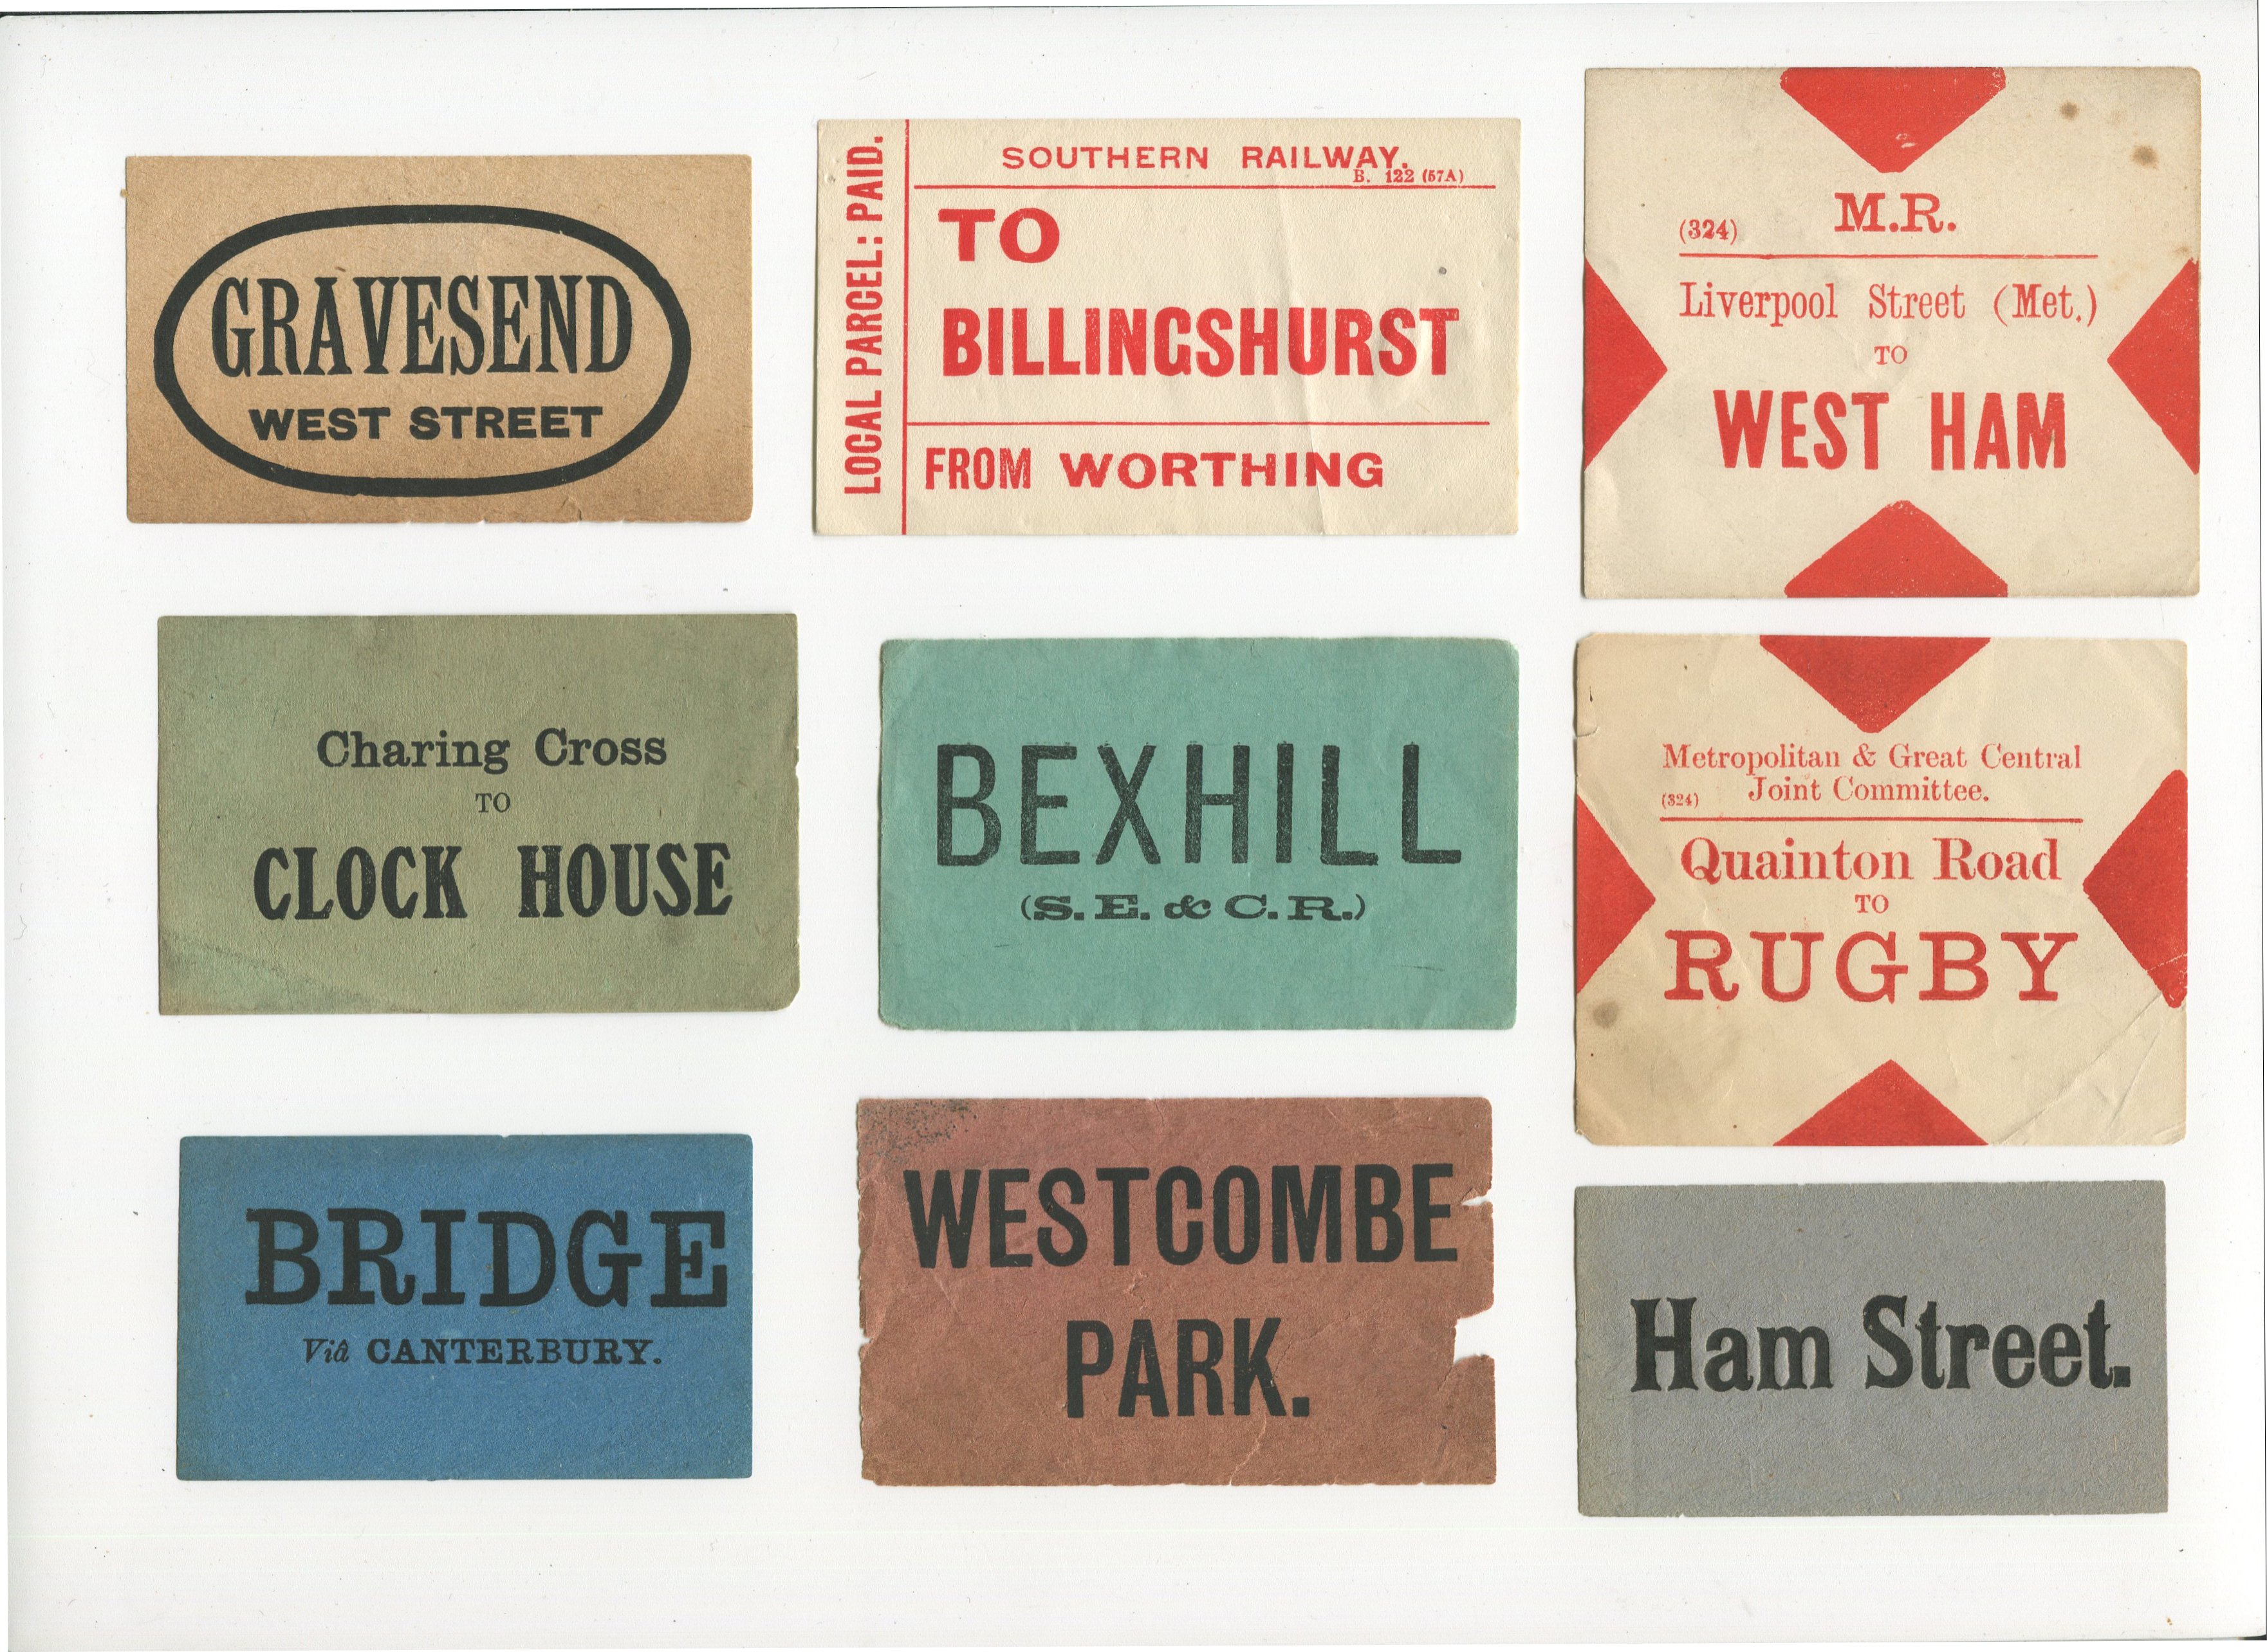 GRAVESEND
WEST STREET
LOCAL PARCEL: PAID.
SOUTHERN RAILWAY.
B. 122 (57A)
TO
BILLINGSHURST
FROM WORTHING
M.R.
(324)
Liverpool Street (Met.)
TO
WEST HAM
Charing Cross
TO
CLOCK HOUSE
BEXHILL
(S. E. & C. R.)
Metropolitan & Great Central
(324) Joint Committee.
Quainton Road
TO
RUGBY
BRIDGE
Viâ CANTERBURY.
WESTCOMBE
PARK.
Ham Street.